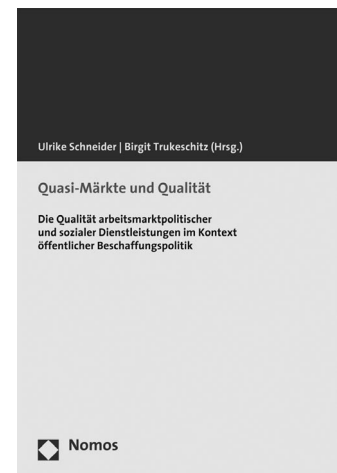 Ulrike Schneider | Birgit Trukeschitz (Hrsg.)
Quasi-Märkte und Qualität
Die Qualität arbeitsmarktpolitischer
und sozialer Dienstleistungen im Kontext
öffentlicher Beschaffungspolitik
Nomos